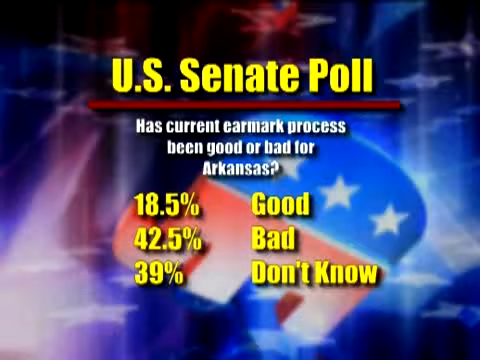 U.S. Senate Poll
Has current earmark process
been good or bad for
Arkansas?
18.5% Good
42.5% Bad
39% Don't Know